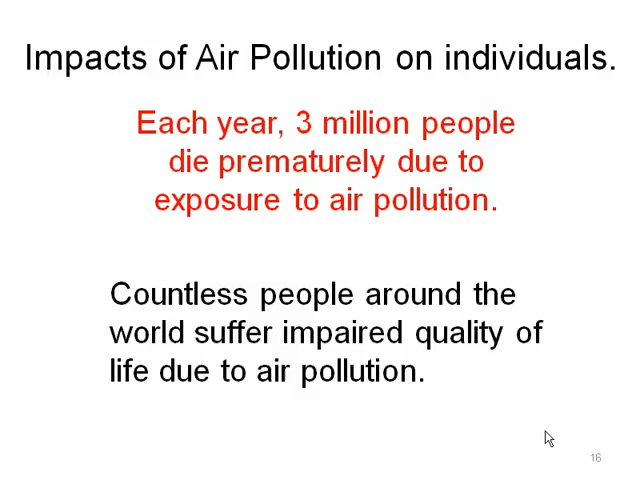 Impacts of Air Pollution on individuals.
Each year, 3 million people
die prematurely due to
exposure to air pollution.
Countless people around the
world suffer impaired quality of
life due to air pollution.
16